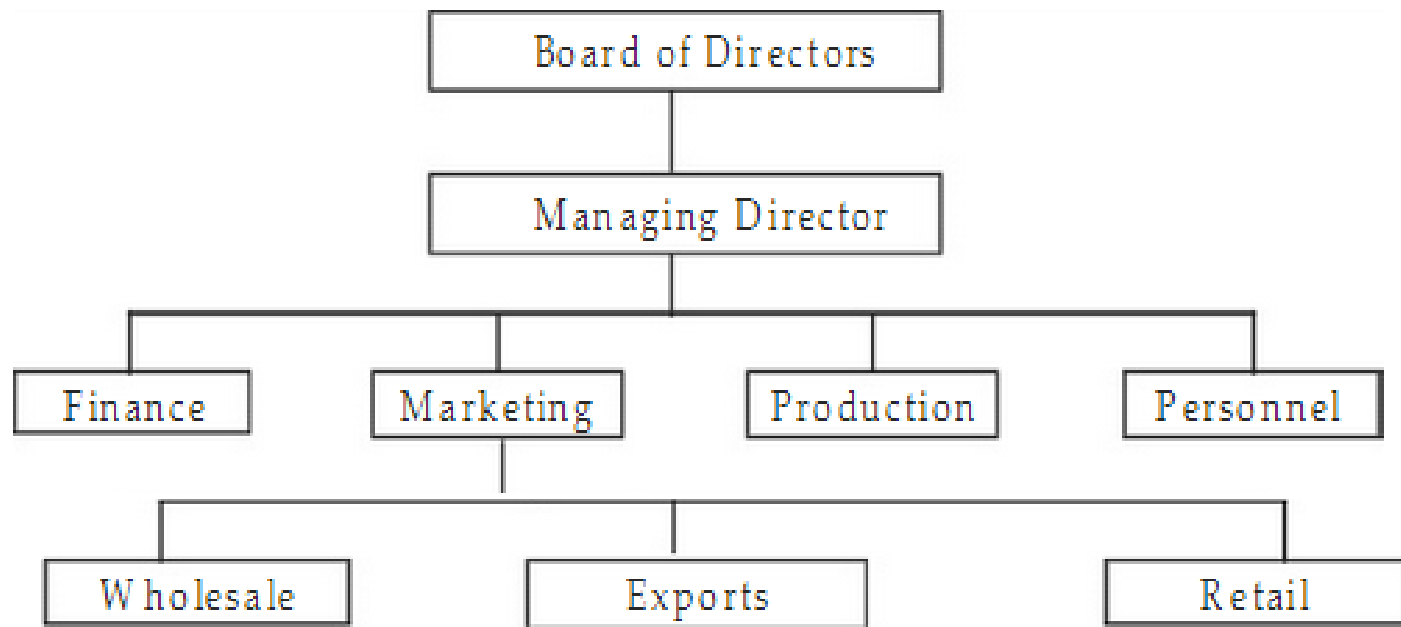 Board of Directors
Managing Director
Finance
Marketing
Production
Personnel
Wholesale
Exports
Retail